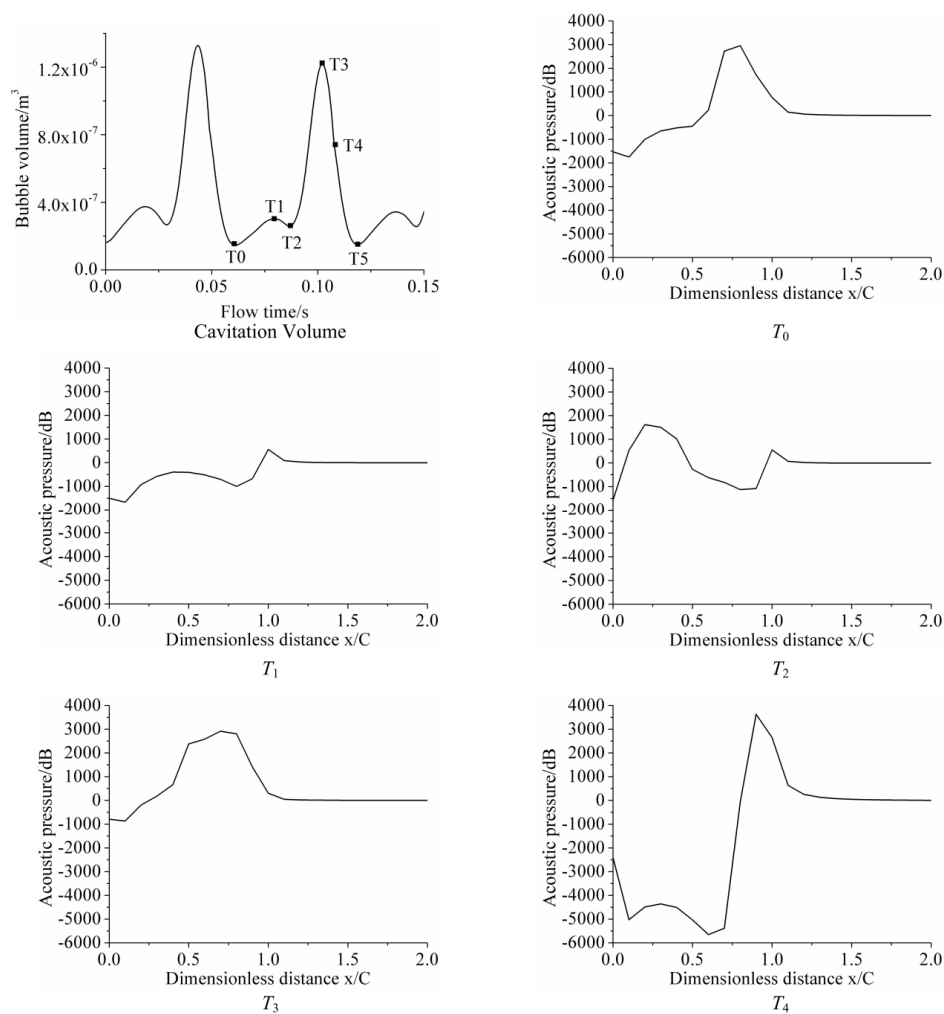 Bubble volume/m³
1.2x10⁻⁶
8.0x10⁻⁷
4.0x10⁻⁷
0.0
T3
T4
T1
T2
T0
T5
0.00 0.05 0.10 0.15
Flow time/s
Cavitation Volume
Acoustic pressure/dB
4000
3000
2000
1000
0
-1000
-2000
-3000
-4000
-5000
-6000
0.0 0.5 1.0 1.5 2.0
Dimensionless distance x/C
T₀
Acoustic pressure/dB
4000
3000
2000
1000
0
-1000
-2000
-3000
-4000
-5000
-6000
0.0 0.5 1.0 1.5 2.0
Dimensionless distance x/C
T₁
Acoustic pressure/dB
4000
3000
2000
1000
0
-1000
-2000
-3000
-4000
-5000
-6000
0.0 0.5 1.0 1.5 2.0
Dimensionless distance x/C
T₂
Acoustic pressure/dB
4000
3000
2000
1000
0
-1000
-2000
-3000
-4000
-5000
-6000
0.0 0.5 1.0 1.5 2.0
Dimensionless distance x/C
T₃
Acoustic pressure/dB
4000
3000
2000
1000
0
-1000
-2000
-3000
-4000
-5000
-6000
0.0 0.5 1.0 1.5 2.0
Dimensionless distance x/C
T₄